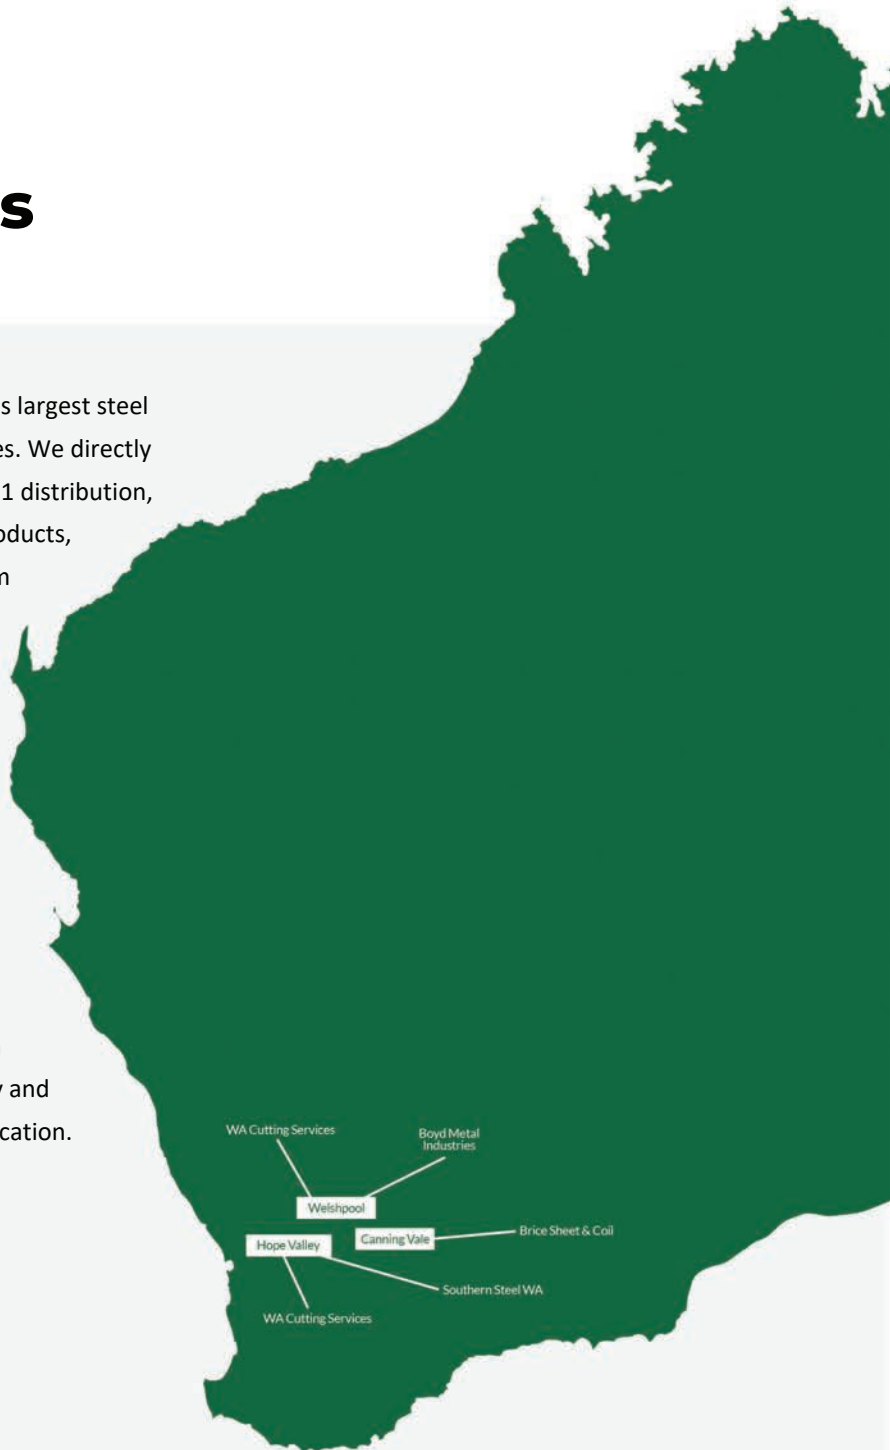 s
s largest steel
es. We directly
1 distribution,
oducts,
m
y and
cation.
WA Cutting Services
Boyd Metal
Industries
Welshpool
Canning Vale
Brice Sheet & Coil
Hope Valley
Southern Steel WA
WA Cutting Services